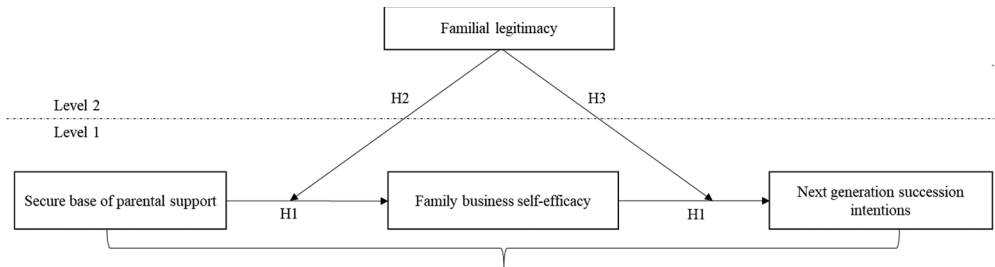 Familial legitimacy
H2
H3
Level 2
Level 1
Secure base of parental support
H1
Family business self-efficacy
H1
Next generation succession
intentions